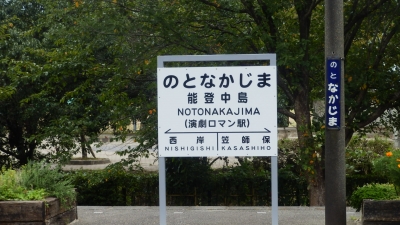 のとなかじま
能登中島
NOTONAKAJIMA
(演劇ロマン駅)
西岸 笠師保
NISHIGISHI KASASHIHO
のと なかじま